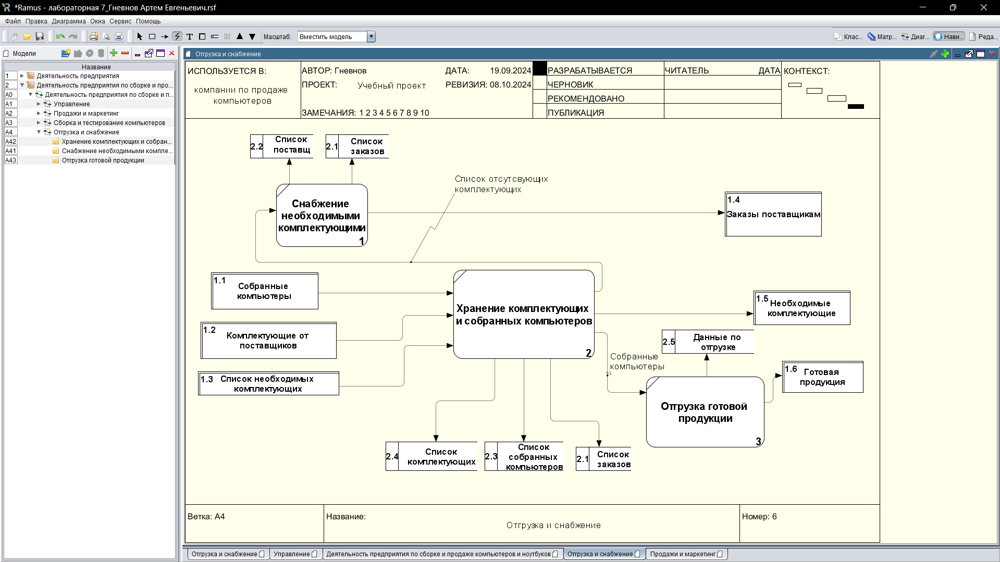 *Ramus - лабораторная 7_Гневнов Артем Евгеньевич.rsf
Файл Правка Диаграмма Окна Сервис Помощь
Масштаб: Вместить модель
Клас... Матр... Диаг... Нави... Реда...
Модели
Название
1 Деятельность предприятия
2 Деятельность предприятия по сборке и про...
A0 Деятельность предприятия по сборке и п...
A1 Управление
A2 Продажи и маркетинг
A3 Сборка и тестирование компьютеров
A4 Отгрузка и снабжение
A42 Хранение комплектующих и собран...
A41 Снабжение необходимыми компле...
A43 Отгрузка готовой продукции
Отгрузка и снабжение
ИСПОЛЬЗУЕТСЯ В:
компании по продаже
компьютеров
АВТОР: Гневнов
ДАТА: 19.09.2024
ПРОЕКТ: Учебный проект
РЕВИЗИЯ: 08.10.2024
ЗАМЕЧАНИЯ: 1 2 3 4 5 6 7 8 9 10
РАЗРАБАТЫВАЕТСЯ
ЧЕРНОВИК
РЕКОМЕНДОВАНО
ПУБЛИКАЦИЯ
ЧИТАТЕЛЬ ДАТА
КОНТЕКСТ:
2.2 Список
поставщ
2.1 Список
заказов
Список отсутсвующих
комплектующих
Снабжение
необходимыми
комплектующими
1
1.4
Заказы поставщикам
1.1
Собранные
компьютеры
1.2
Комплектующие от
поставщиков
1.3 Список необходимых
комплектующих
Хранение комплектующих
и собранных компьютеров
2
1.5 Необходимые
комплектующие
2.5 Данные по
отгрузке
Собранные
компьютеры
1.6 Готовая
продукция
Отгрузка готовой
продукции
3
2.4 Список
комплектующих
2.3 Список
собранных
компьютеров
2.1 Список
заказов
Ветка: A4
Название:
Отгрузка и снабжение
Номер: 6
Отгрузка и снабжение
Управление
Деятельность предприятия по сборке и продаже компьютеров и ноутбуков
Отгрузка и снабжение
Продажи и маркетинг